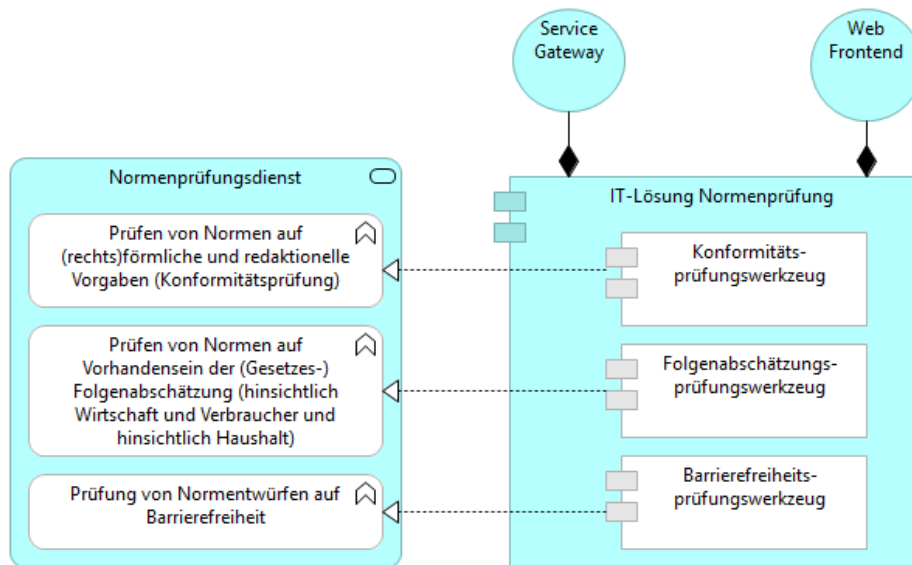 Service
Gateway
Web
Frontend
Normenprüfungsdienst
Prüfen von Normen auf
(rechts)förmliche und redaktionelle
Vorgaben (Konformitätsprüfung)
Prüfen von Normen auf
Vorhandensein der (Gesetzes-)
Folgenabschätzung (hinsichtlich
Wirtschaft und Verbraucher und
hinsichtlich Haushalt)
Prüfung von Normentwürfen auf
Barrierefreiheit
IT-Lösung Normenprüfung
Konformitäts-
prüfungswerkzeug
Folgenabschätzungs-
prüfungswerkzeug
Barrierefreiheits-
prüfungswerkzeug